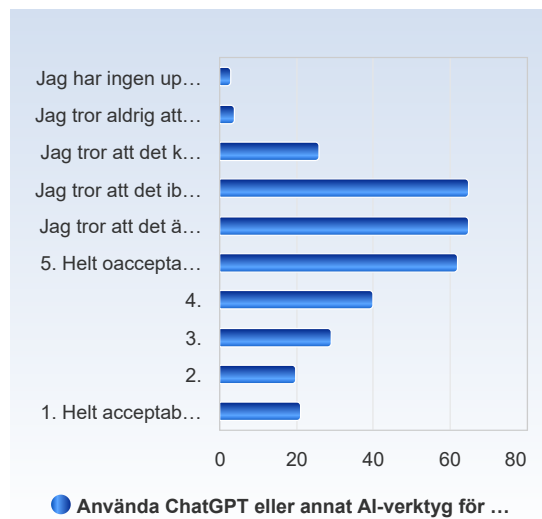 Jag har ingen up…
Jag tror aldrig att…
Jag tror att det k…
Jag tror att det ib…
Jag tror att det ä…
5. Helt oaccepta…
4.
3.
2.
1. Helt acceptab…
0 20 40 60 80
Använda ChatGPT eller annat AI-verktyg för …